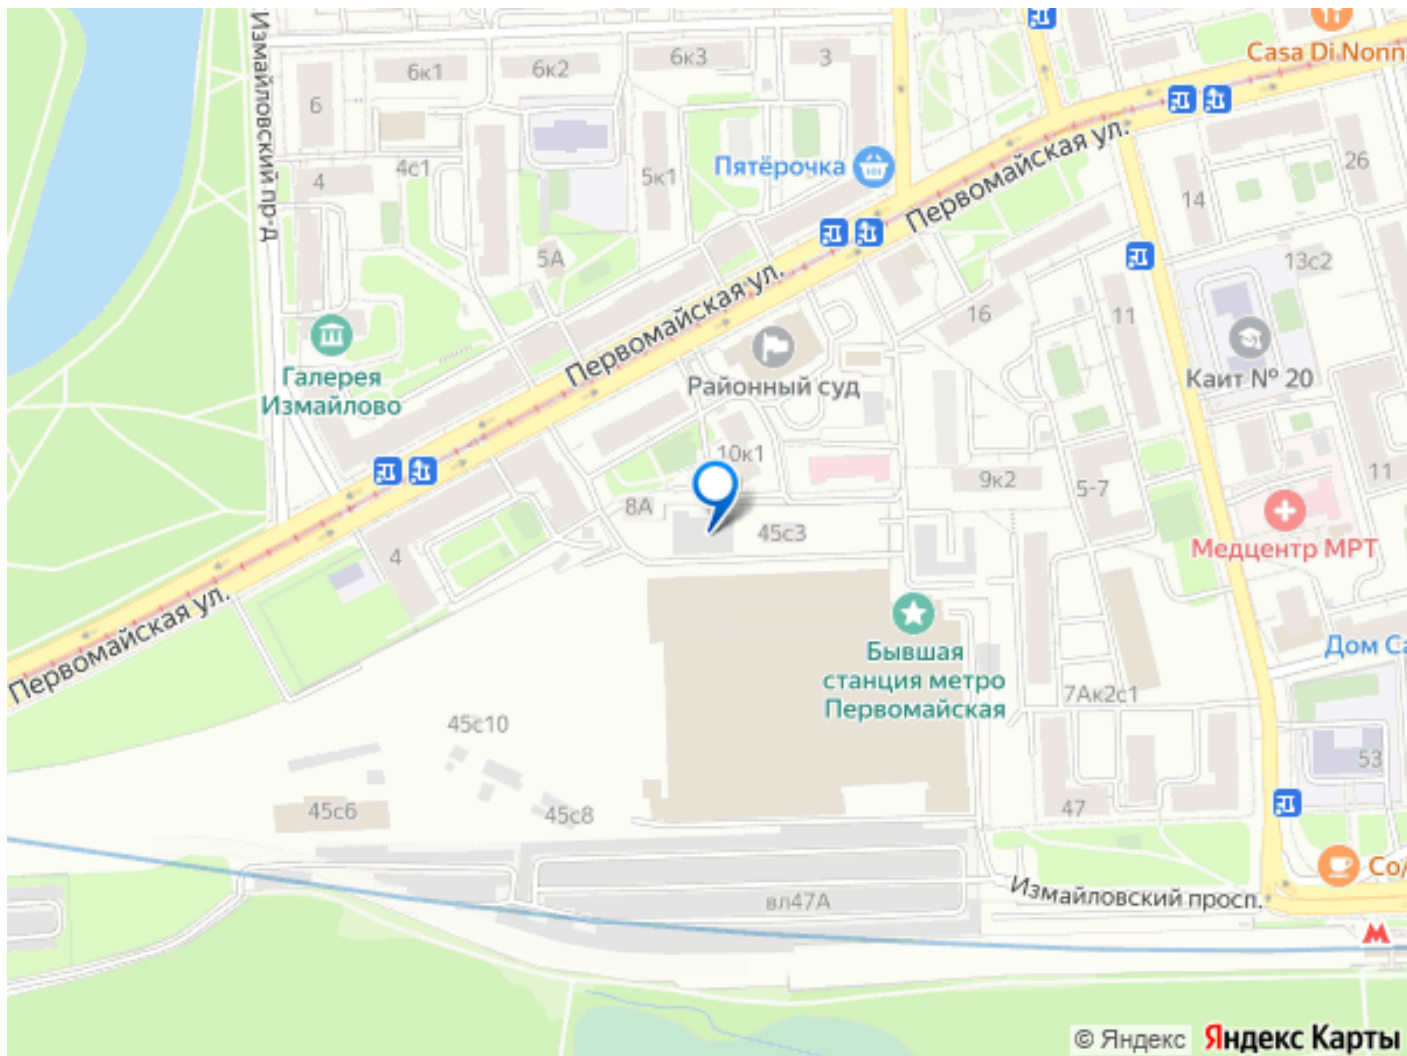 Измайловский пр-д
6к1
6к2
6к3
3
Casa Di Nonn
6
Первомайская ул.
4с1
5к1
Пятёрочка
26
4
14
5А
13с2
Первомайская ул.
16
11
Галерея
Измайлово
Районный суд
Каит № 20
10к1
9к2
5-7
11
8А
45с3
Медцентр МРТ
4
Первомайская ул.
Бывшая
станция метро
Первомайская
Дом Са
7Ак2с1
45с10
53
45с6
45с8
47
Со/
вл47А
Измайловский просп.
© Яндекс
Яндекс Карты